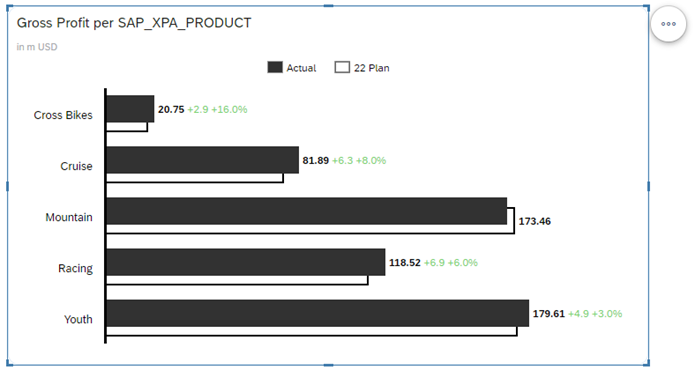 Gross Profit per SAP_XPA_PRODUCT
in m USD
Actual 22 Plan
Cross Bikes 20.75 +2.9 +16.0%
Cruise 81.89 +6.3 +8.0%
Mountain 173.46
Racing 118.52 +6.9 +6.0%
Youth 179.61 +4.9 +3.0%